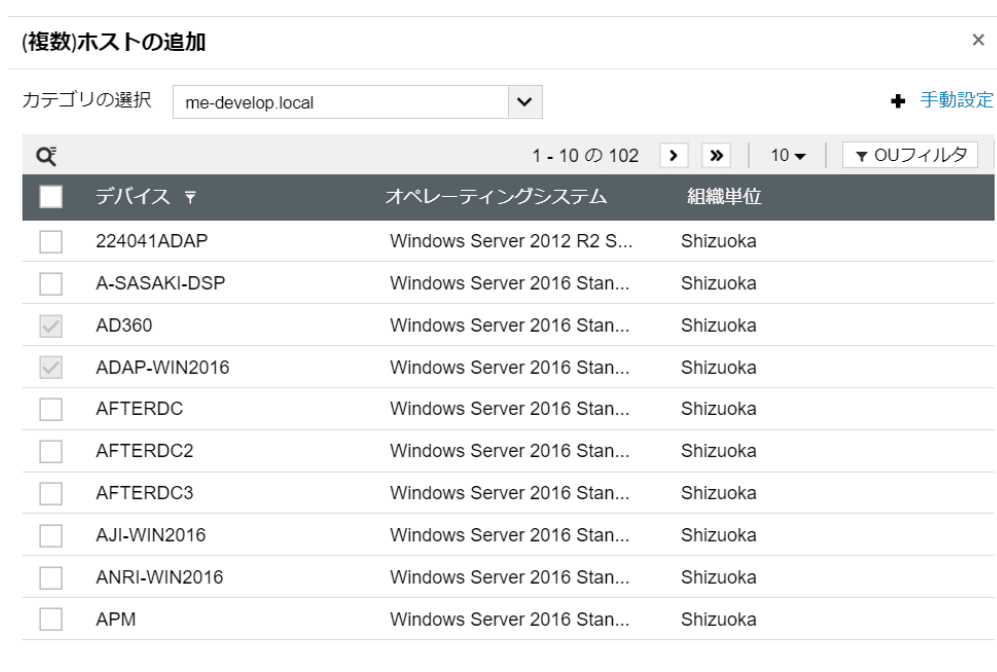 (複数)ホストの追加
カテゴリの選択 me-develop.local 手動設定
1 - 10 の 102 10 OUフィルタ
デバイス オペレーティングシステム 組織単位
224041ADAP Windows Server 2012 R2 S... Shizuoka
A-SASAKI-DSP Windows Server 2016 Stan... Shizuoka
AD360 Windows Server 2016 Stan... Shizuoka
ADAP-WIN2016 Windows Server 2016 Stan... Shizuoka
AFTERDC Windows Server 2016 Stan... Shizuoka
AFTERDC2 Windows Server 2016 Stan... Shizuoka
AFTERDC3 Windows Server 2016 Stan... Shizuoka
AJI-WIN2016 Windows Server 2016 Stan... Shizuoka
ANRI-WIN2016 Windows Server 2016 Stan... Shizuoka
APM Windows Server 2016 Stan... Shizuoka